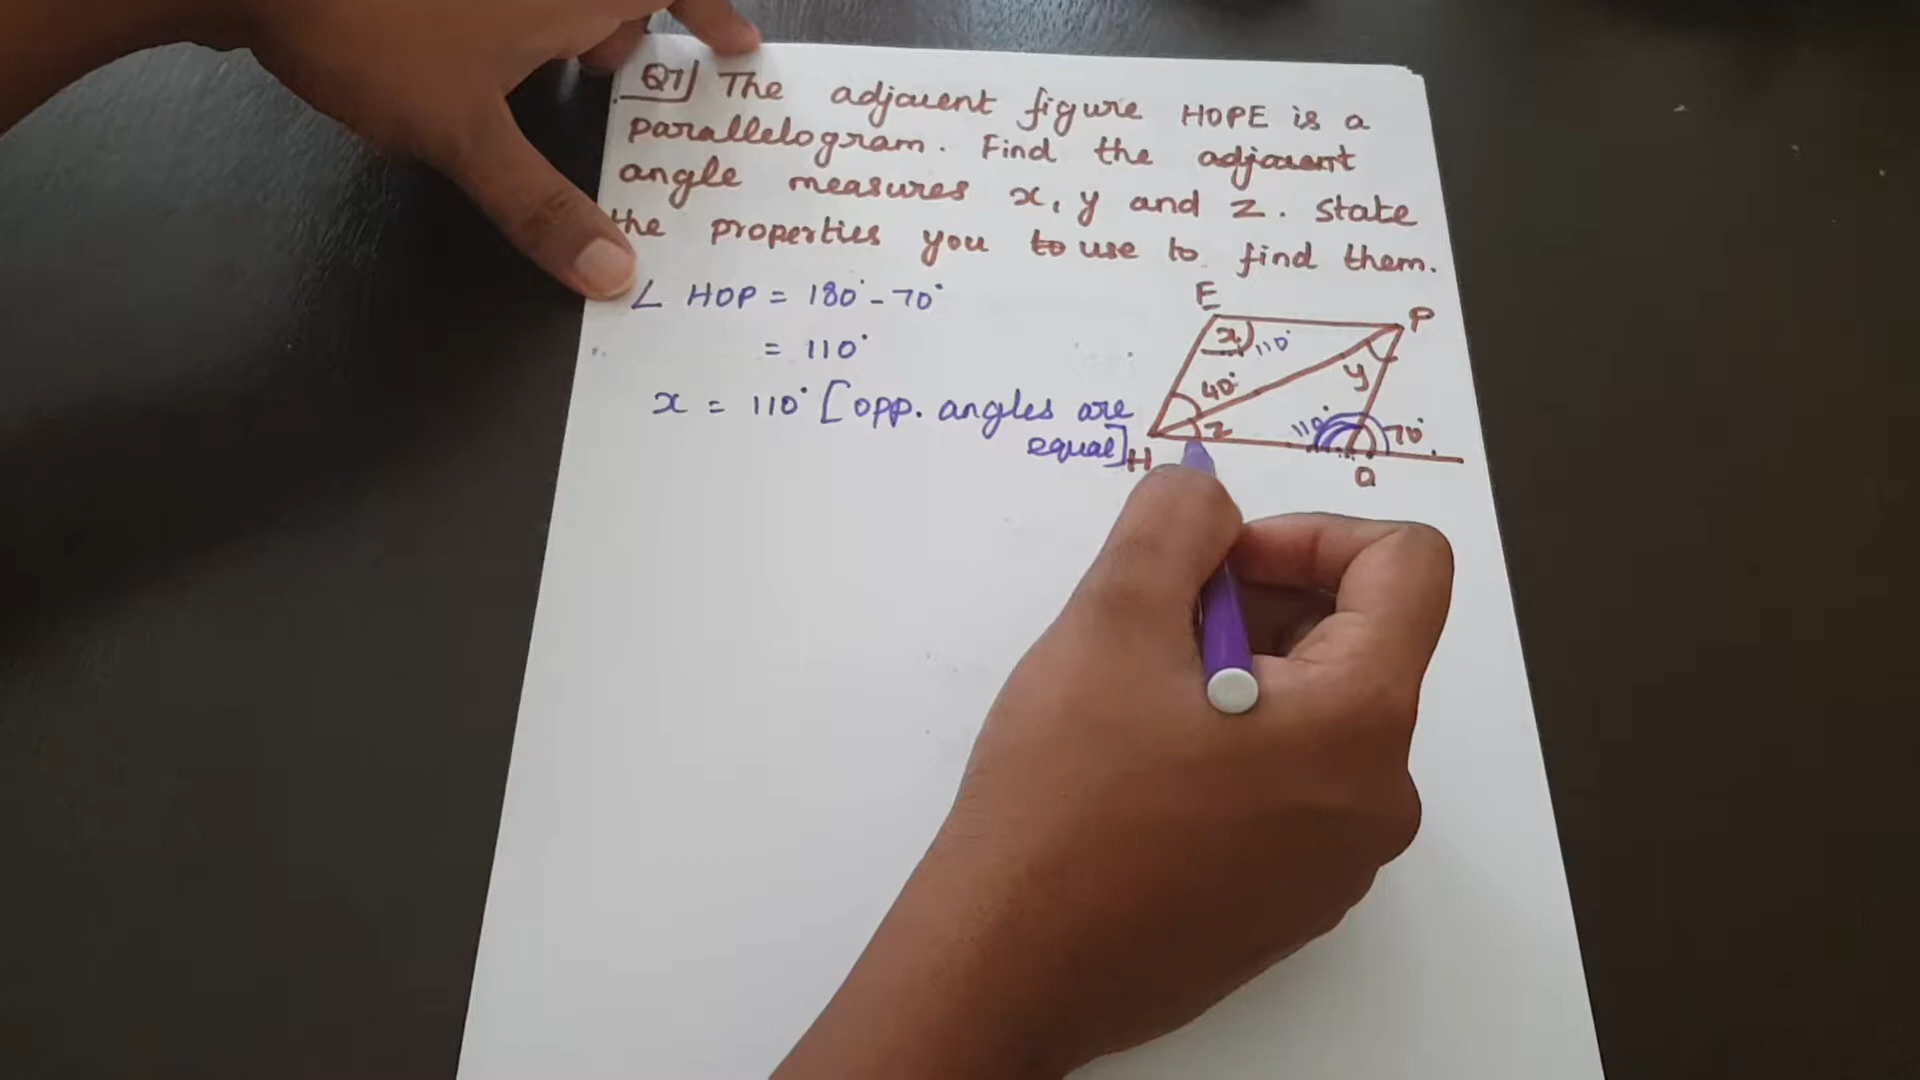 Q7) The adjacent figure HOPE is a
parallelogram. Find the adjacent
angle measures x, y and z. State
the properties you to use to find them.
∠ HOP = 180° - 70°
= 110°
x = 110° [opp. angles are
equal]
E
P
x 110°
40°
y
z
110°
70°
H
O